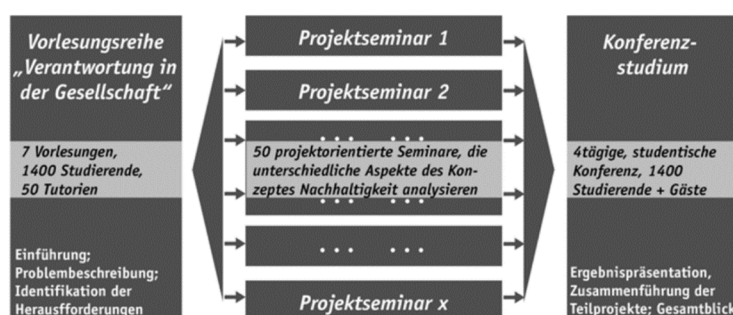 Vorlesungsreihe
„Verantwortung in
der Gesellschaft“
7 Vorlesungen,
1400 Studierende,
50 Tutorien
Einführung;
Problembeschreibung;
Identifikation der
Herausforderungen
Projektseminar 1
Projektseminar 2
... ...
50 projektorientierte Seminare, die
unterschiedliche Aspekte des Kon-
zeptes Nachhaltigkeit analysieren
... ...
... ...
Projektseminar x
Konferenz-
studium
4tägige, studentische
Konferenz, 1400
Studierende + Gäste
Ergebnispräsentation,
Zusammenführung der
Teilprojekte; Gesamtblick